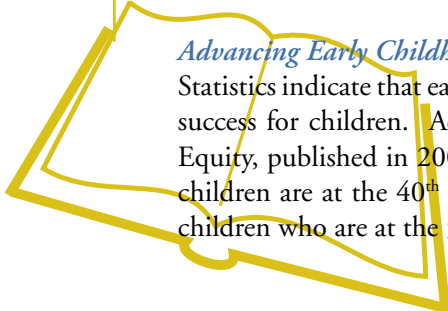 Advancing Early Childh
Statistics indicate that ea
success for children. A
Equity, published in 200
children are at the 40th
children who are at the